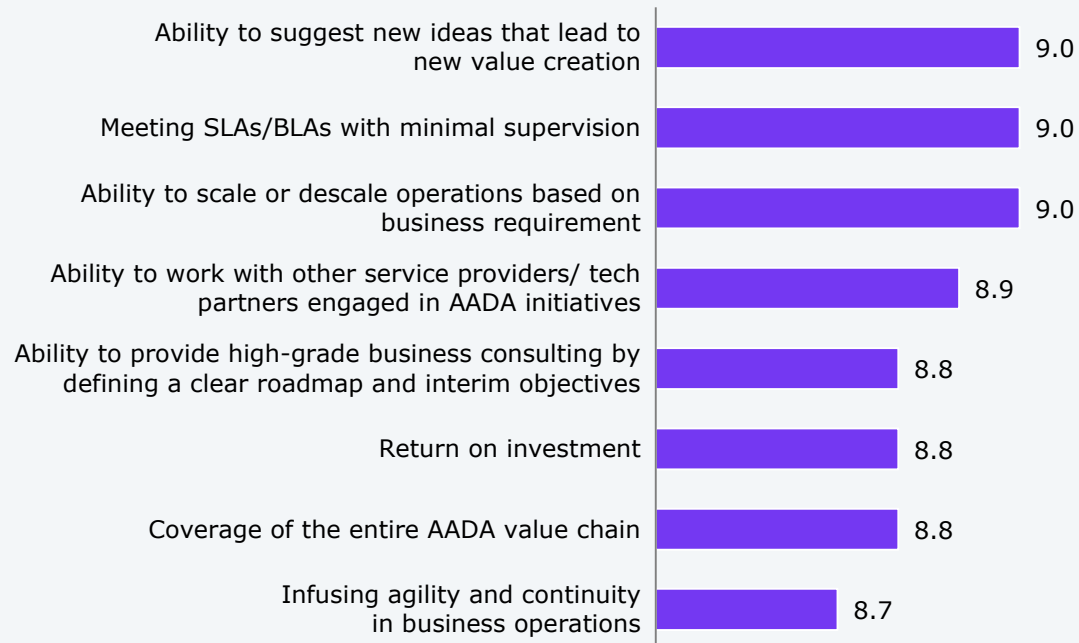 Ability to suggest new ideas that lead to
new value creation
9.0
Meeting SLAs/BLAs with minimal supervision
9.0
Ability to scale or descale operations based on
business requirement
9.0
Ability to work with other service providers/ tech
partners engaged in AADA initiatives
8.9
Ability to provide high-grade business consulting by
defining a clear roadmap and interim objectives
8.8
Return on investment
8.8
Coverage of the entire AADA value chain
8.8
Infusing agility and continuity
in business operations
8.7